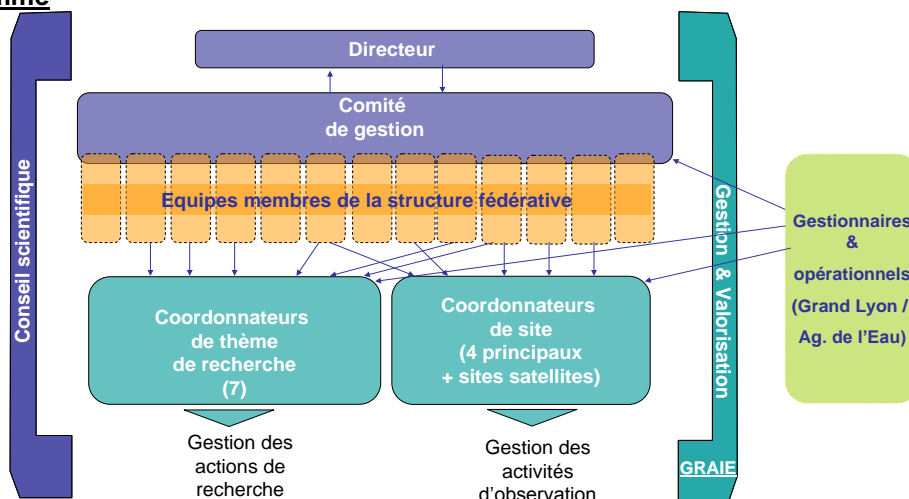 Directeur
Comité
de gestion
Equipes membres de la structure fédérative
Conseil scientifique
Coordonnateurs
de thème
de recherche
(7)
Coordonnateurs
de site
(4 principaux
+ sites satellites)
Gestion & Valorisation
GRAIE
Gestionnaires
&
opérationnels
(Grand Lyon /
Ag. de l'Eau)
Gestion des
actions de
recherche
Gestion des
activités
d'observation